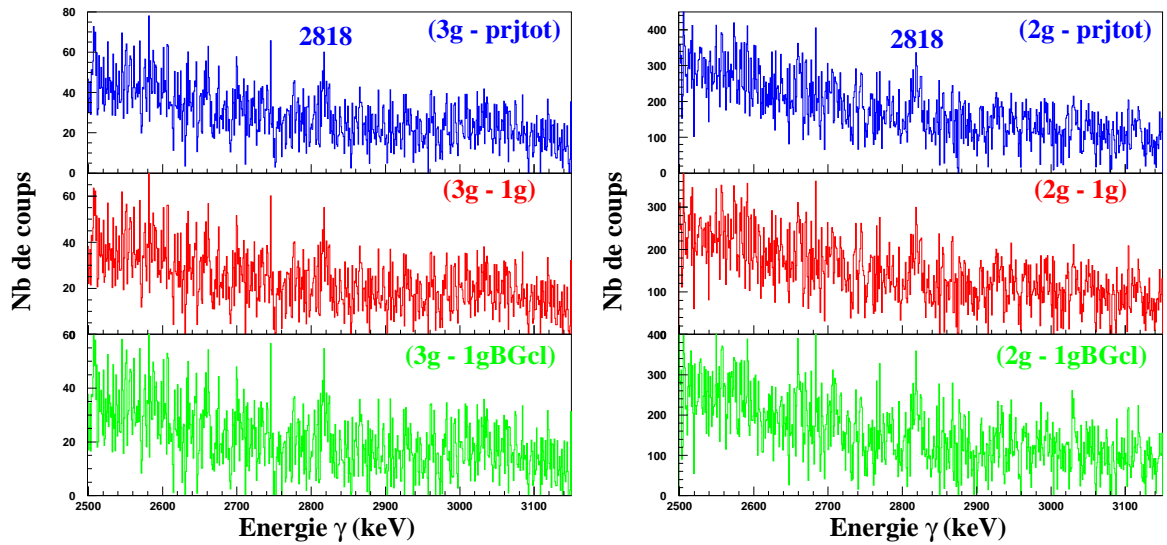 (3g - prjtot)
2818
80
60
40
20
0
(3g - 1g)
60
40
20
(3g - 1gBGcl)
60
40
20
0
2500 2600 2700 2800 2900 3000 3100
Energie γ (keV)
Nb de coups
(2g - prjtot)
2818
400
300
200
100
0
(2g - 1g)
300
200
100
(2g - 1gBGcl)
400
300
200
100
0
2500 2600 2700 2800 2900 3000 3100
Energie γ (keV)
Nb de coups